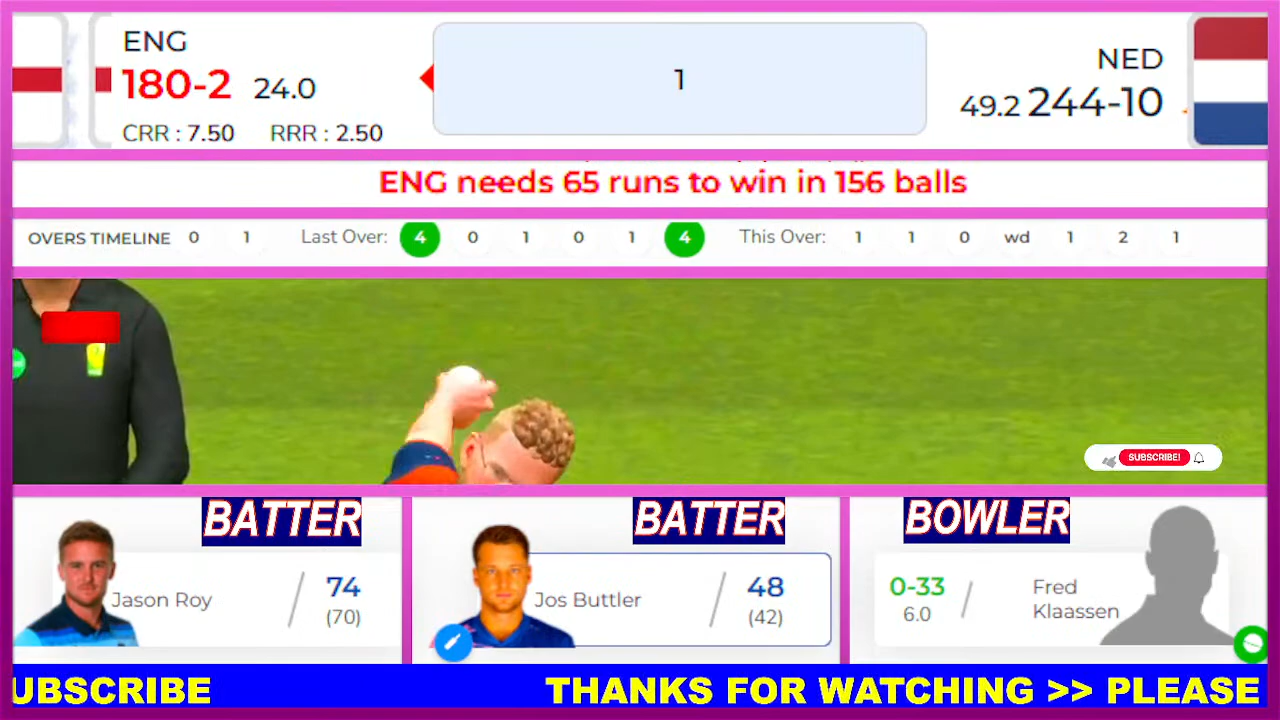 ENG
180-2 24.0
CRR : 7.50 RRR : 2.50
1
NED
49.2 244-10
ENG needs 65 runs to win in 156 balls
OVERS TIMELINE 0 1 Last Over: 4 0 1 0 1 4 This Over: 1 1 0 wd 1 2 1
SUBSCRIBE!
BATTER
Jason Roy
74
(70)
BATTER
Jos Buttler
48
(42)
BOWLER
0-33
6.0
Fred
Klaassen
UBSCRIBE THANKS FOR WATCHING >> PLEASE